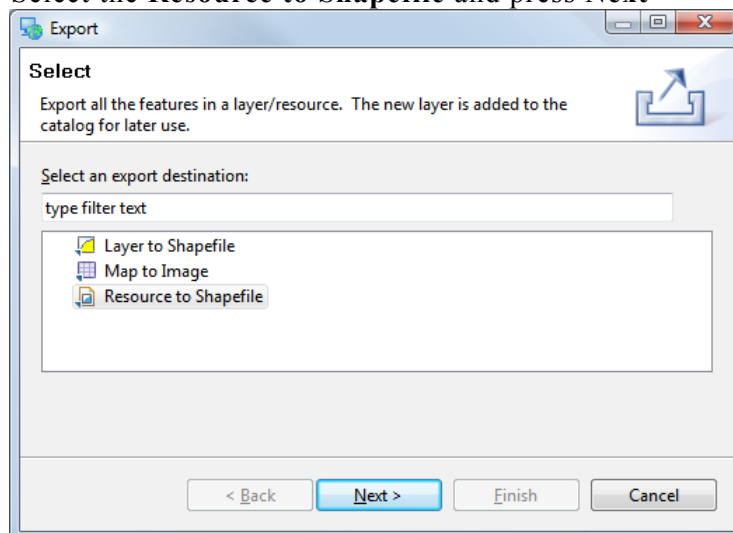 Select the Resource to Shapefile and press Next
Export
Select
Export all the features in a layer/resource. The new layer is added to the
catalog for later use.
Select an export destination:
type filter text
Layer to Shapefile
Map to Image
Resource to Shapefile
< Back Next > Finish Cancel